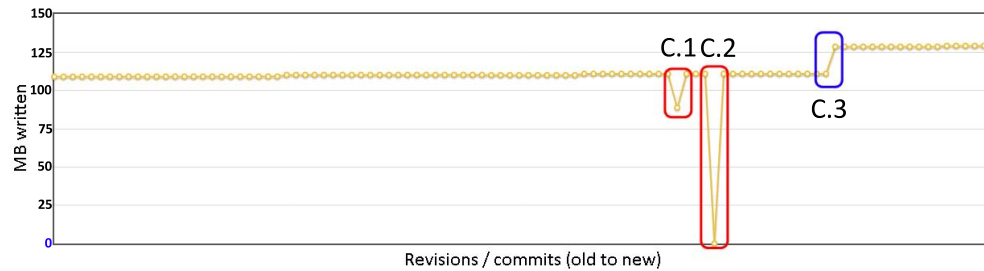 150
125
100
75
50
25
0
MB written
C.1
C.2
C.3
Revisions / commits (old to new)